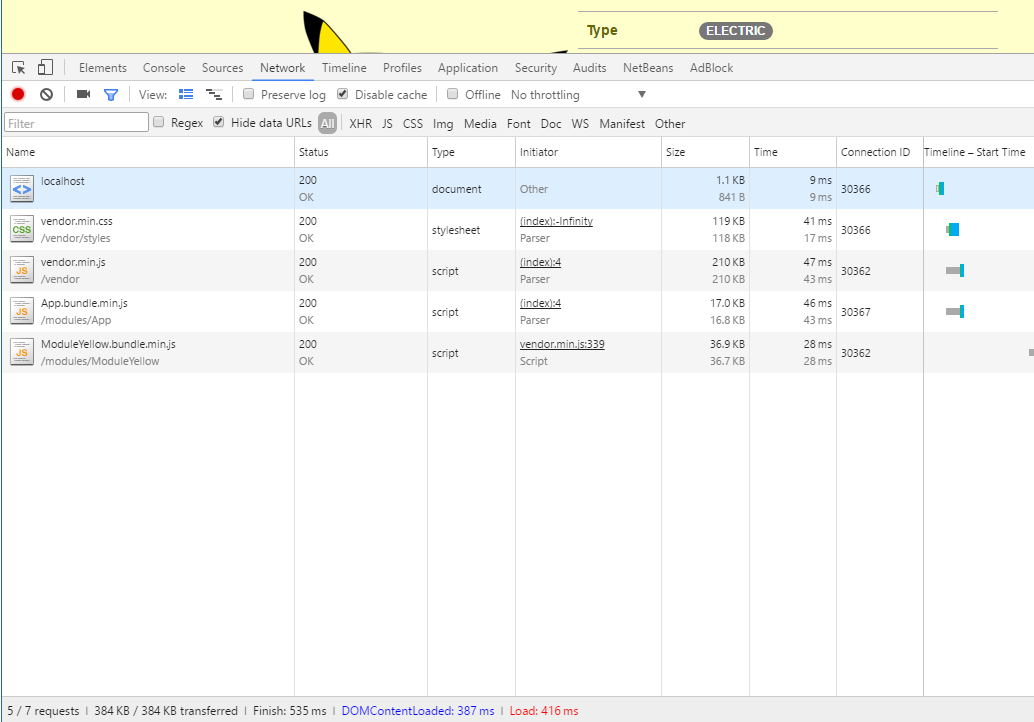 Type ELECTRIC
Elements Console Sources Network Timeline Profiles Application Security Audits NetBeans AdBlock
View: Preserve log Disable cache Offline No throttling ▼
Filter Regex Hide data URLs All XHR JS CSS Img Media Font Doc WS Manifest Other
Name Status Type Initiator Size Time Connection ID Timeline – Start Time
localhost 200 OK document Other 1.1 KB 841 B 9 ms 9 ms 30366
CSS vendor.min.css /vendor/styles 200 OK stylesheet (index):-Infinity Parser 119 KB 118 KB 41 ms 17 ms 30366
JS vendor.min.js /vendor 200 OK script (index):4 Parser 210 KB 210 KB 47 ms 43 ms 30362
JS App.bundle.min.js /modules/App 200 OK script (index):4 Parser 17.0 KB 16.8 KB 46 ms 43 ms 30367
JS ModuleYellow.bundle.min.js /modules/ModuleYellow 200 OK script vendor.min.js:339 Script 36.9 KB 36.7 KB 28 ms 28 ms 30362
5 / 7 requests | 384 KB / 384 KB transferred | Finish: 535 ms | DOMContentLoaded: 387 ms | Load: 416 ms